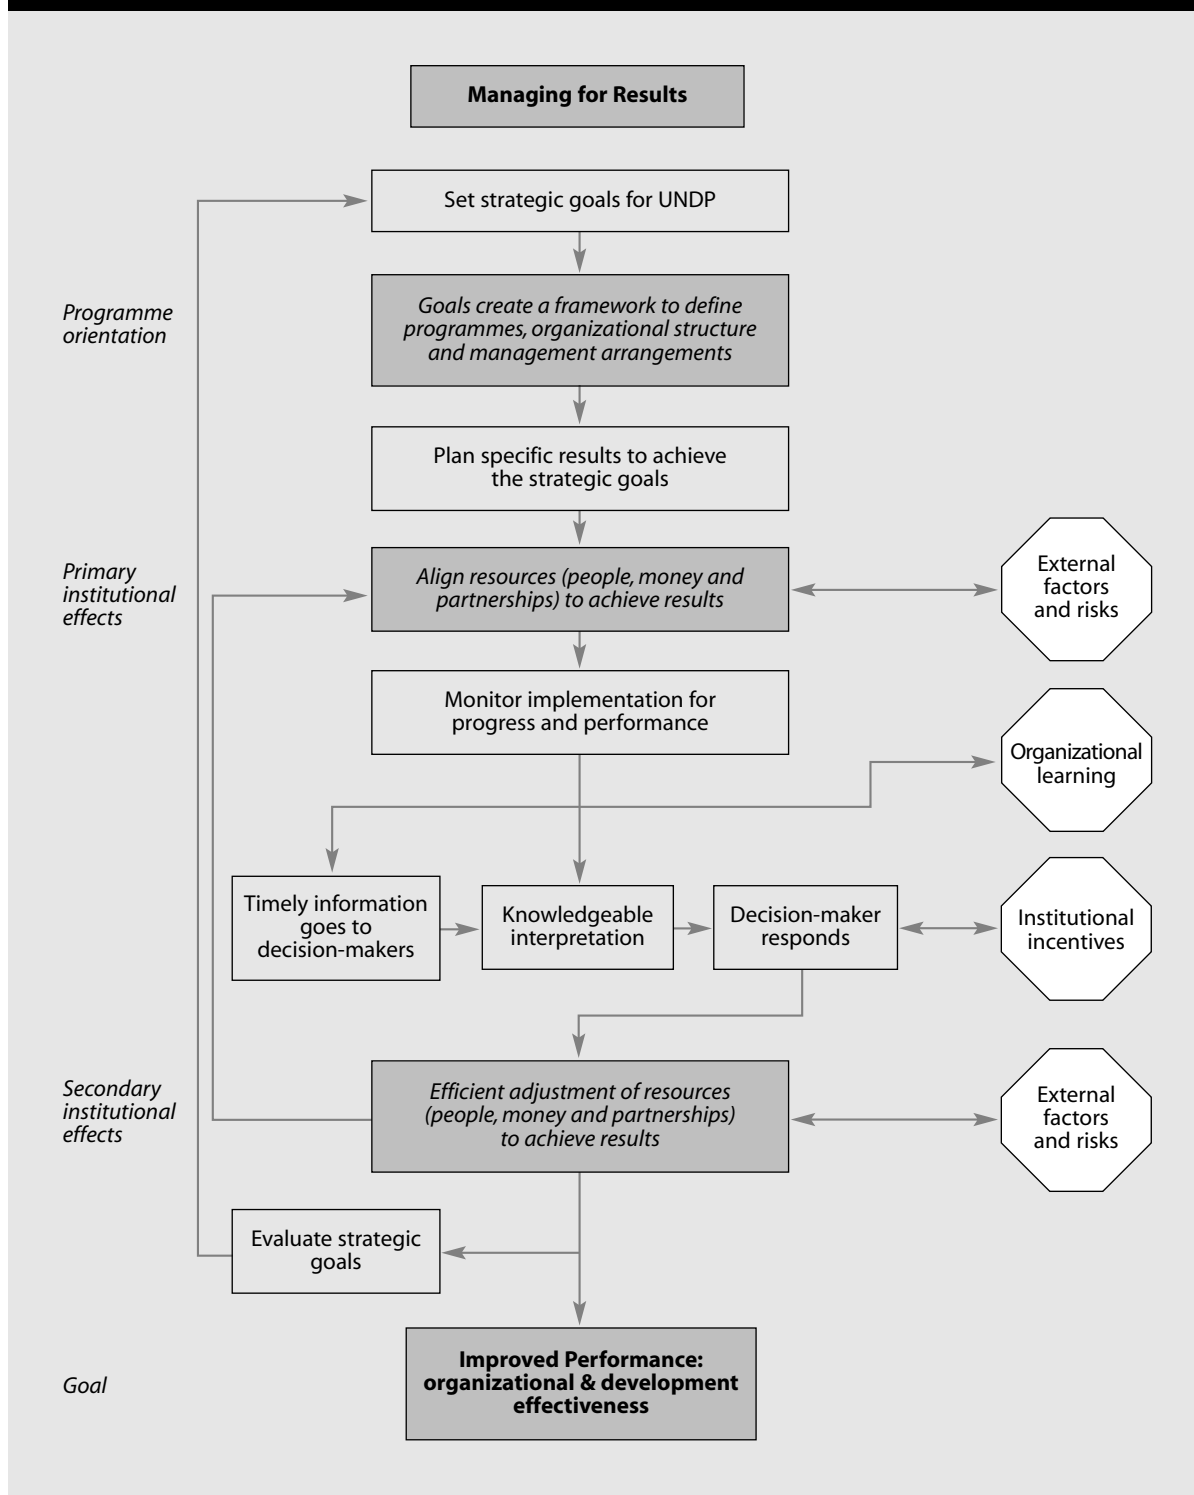 Managing for Results
Set strategic goals for UNDP
Programme
orientation
Goals create a framework to define
programmes, organizational structure
and management arrangements
Plan specific results to achieve
the strategic goals
Primary
institutional
effects
Align resources (people, money and
partnerships) to achieve results
External
factors
and risks
Monitor implementation for
progress and performance
Organizational
learning
Timely information
goes to
decision-makers
Knowledgeable
interpretation
Decision-maker
responds
Institutional
incentives
Secondary
institutional
effects
Efficient adjustment of resources
(people, money and partnerships)
to achieve results
External
factors
and risks
Evaluate strategic
goals
Goal
Improved Performance:
organizational & development
effectiveness